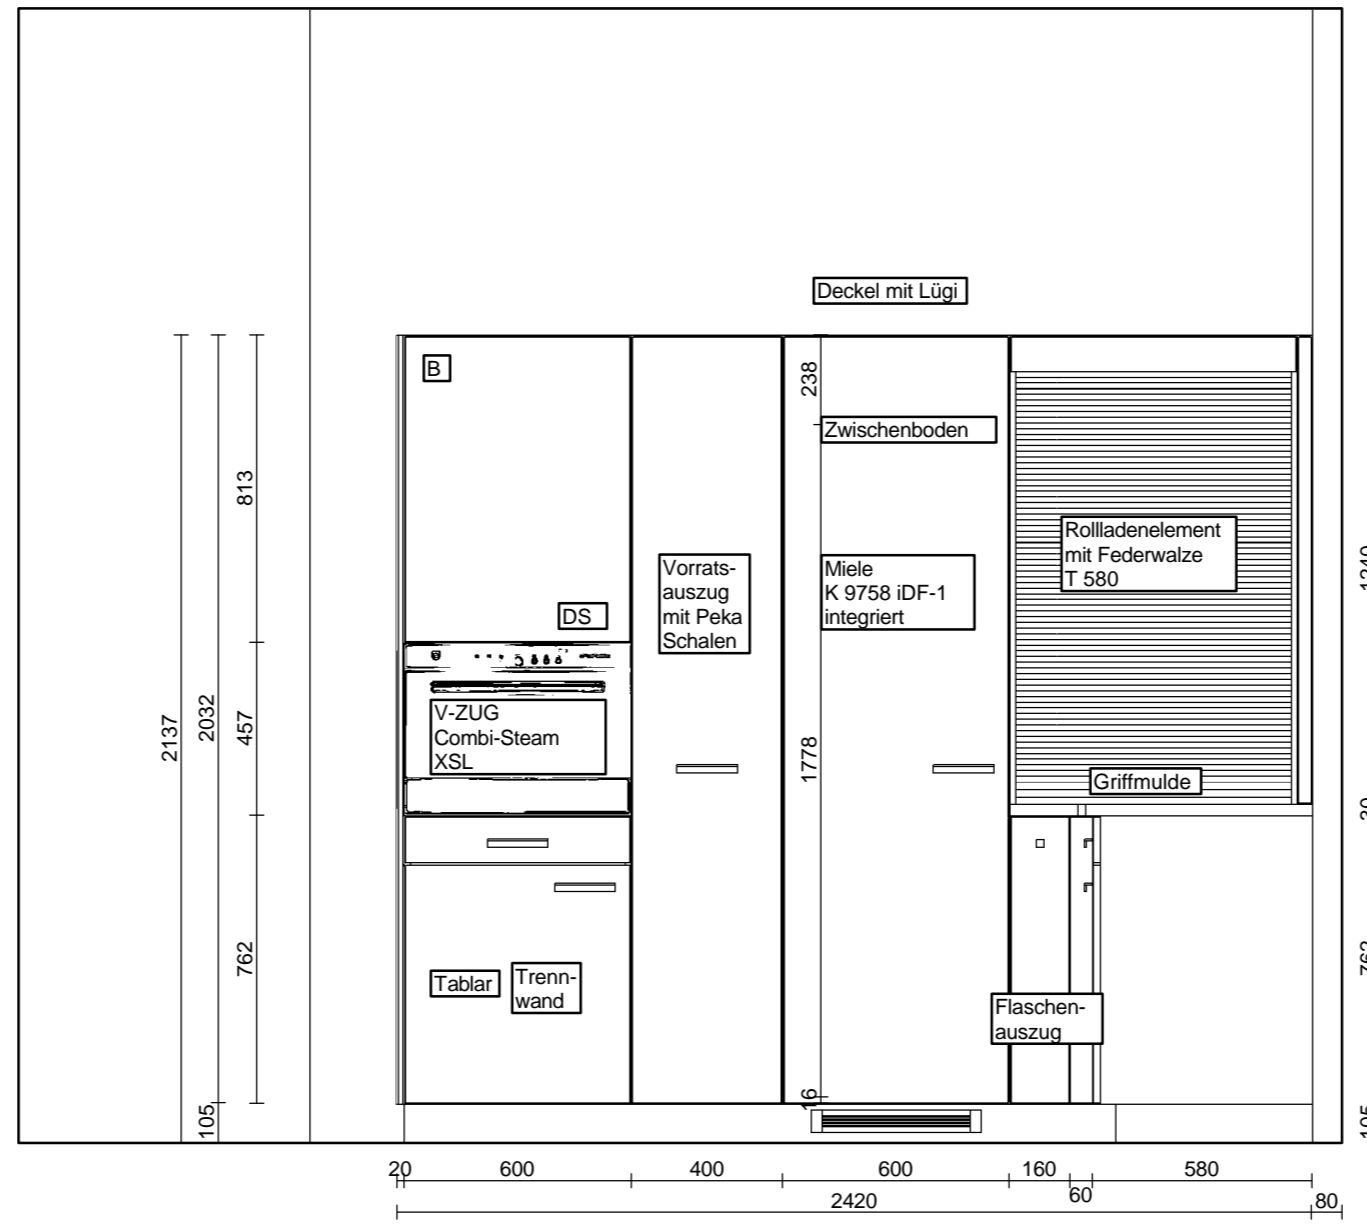 Deckel mit Lügi
B
238
Zwischenboden
813
Rollladenelement
mit Federwalze
T 580
Vorrats-
auszug
mit Peka
Schalen
Miele
K 9758 iDF-1
integriert
DS
2137
2032
457
V-ZUG
Combi-Steam
XSL
1778
Griffmulde
762
Tablar
Trenn-
wand
Flaschen-
auszug
16
105
20 600 400 600 160 60 580
2420 80